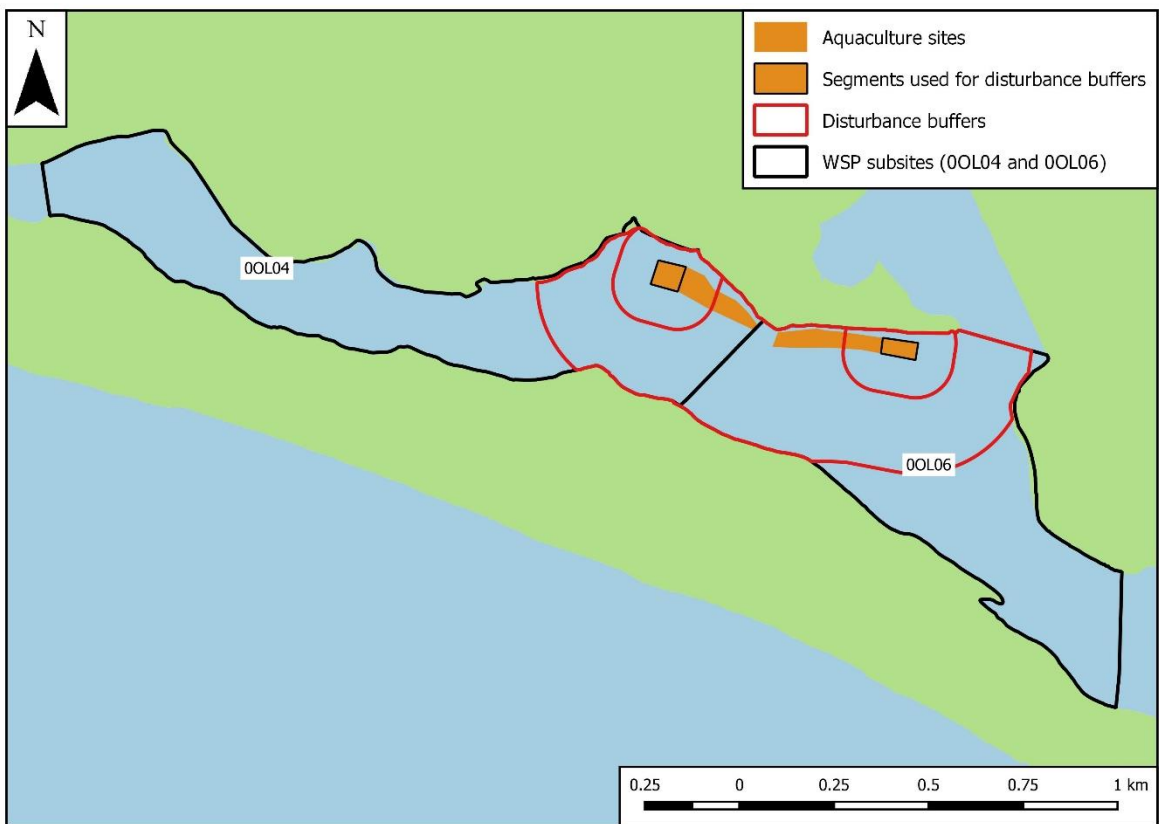 N
Aquaculture sites
Segments used for disturbance buffers
Disturbance buffers
WSP subsites (0OL04 and 0OL06)
0OL04
0OL06
0.25 0 0.25 0.5 0.75 1 km